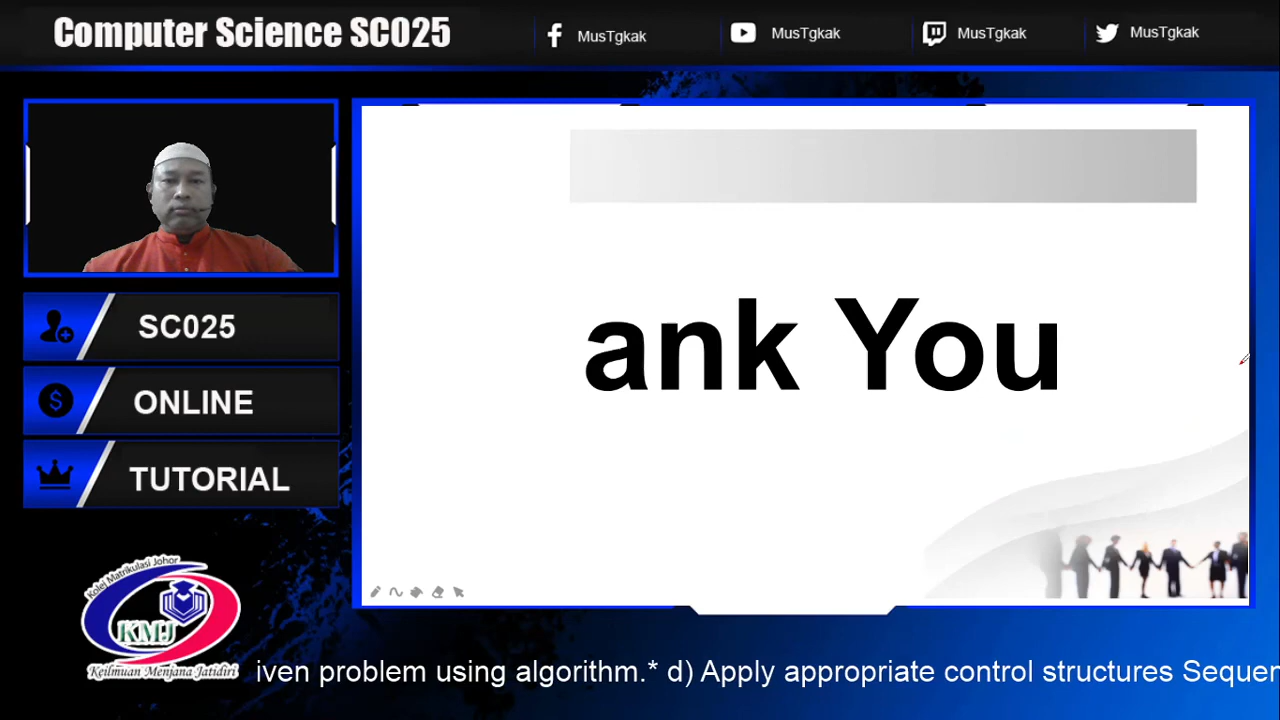 Computer Science SC025
MusTgkak
MusTgkak
MusTgkak
MusTgkak
SC025
ONLINE
TUTORIAL
ank You
Kolej Matrikulasi Johor
KMJ
Keilmuan Menjana Jatidiri
iven problem using algorithm.* d) Apply appropriate control structures Sequer